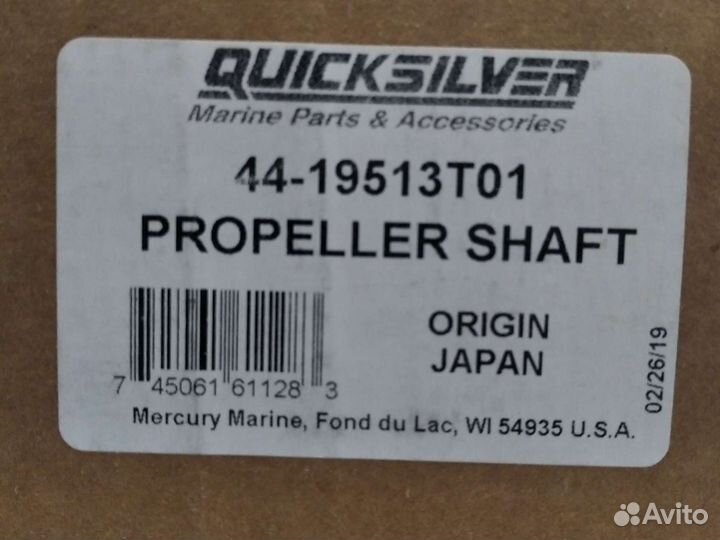 QUICKSILVER
Marine Parts & Accessories
44-19513T01
PROPELLER SHAFT
ORIGIN
JAPAN
7 45061 61128 3
Mercury Marine, Fond du Lac, WI 54935 U.S.A.
02/26/19
Avito